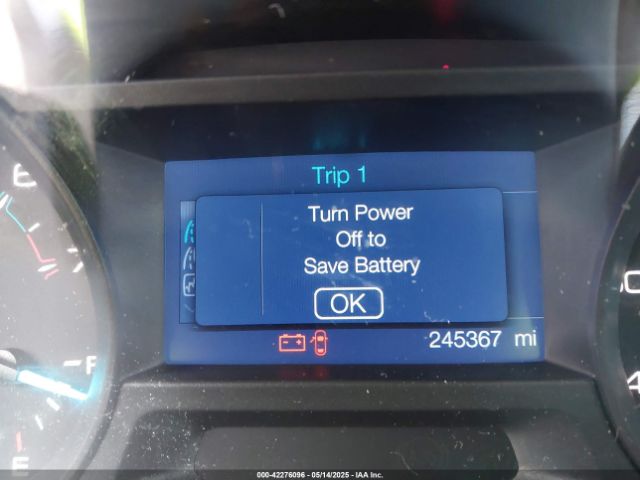 Trip 1
Turn Power
Off to
Save Battery
OK
245367 mi
F
E
000-42276096 - 05/14/2025 - IAA Inc.